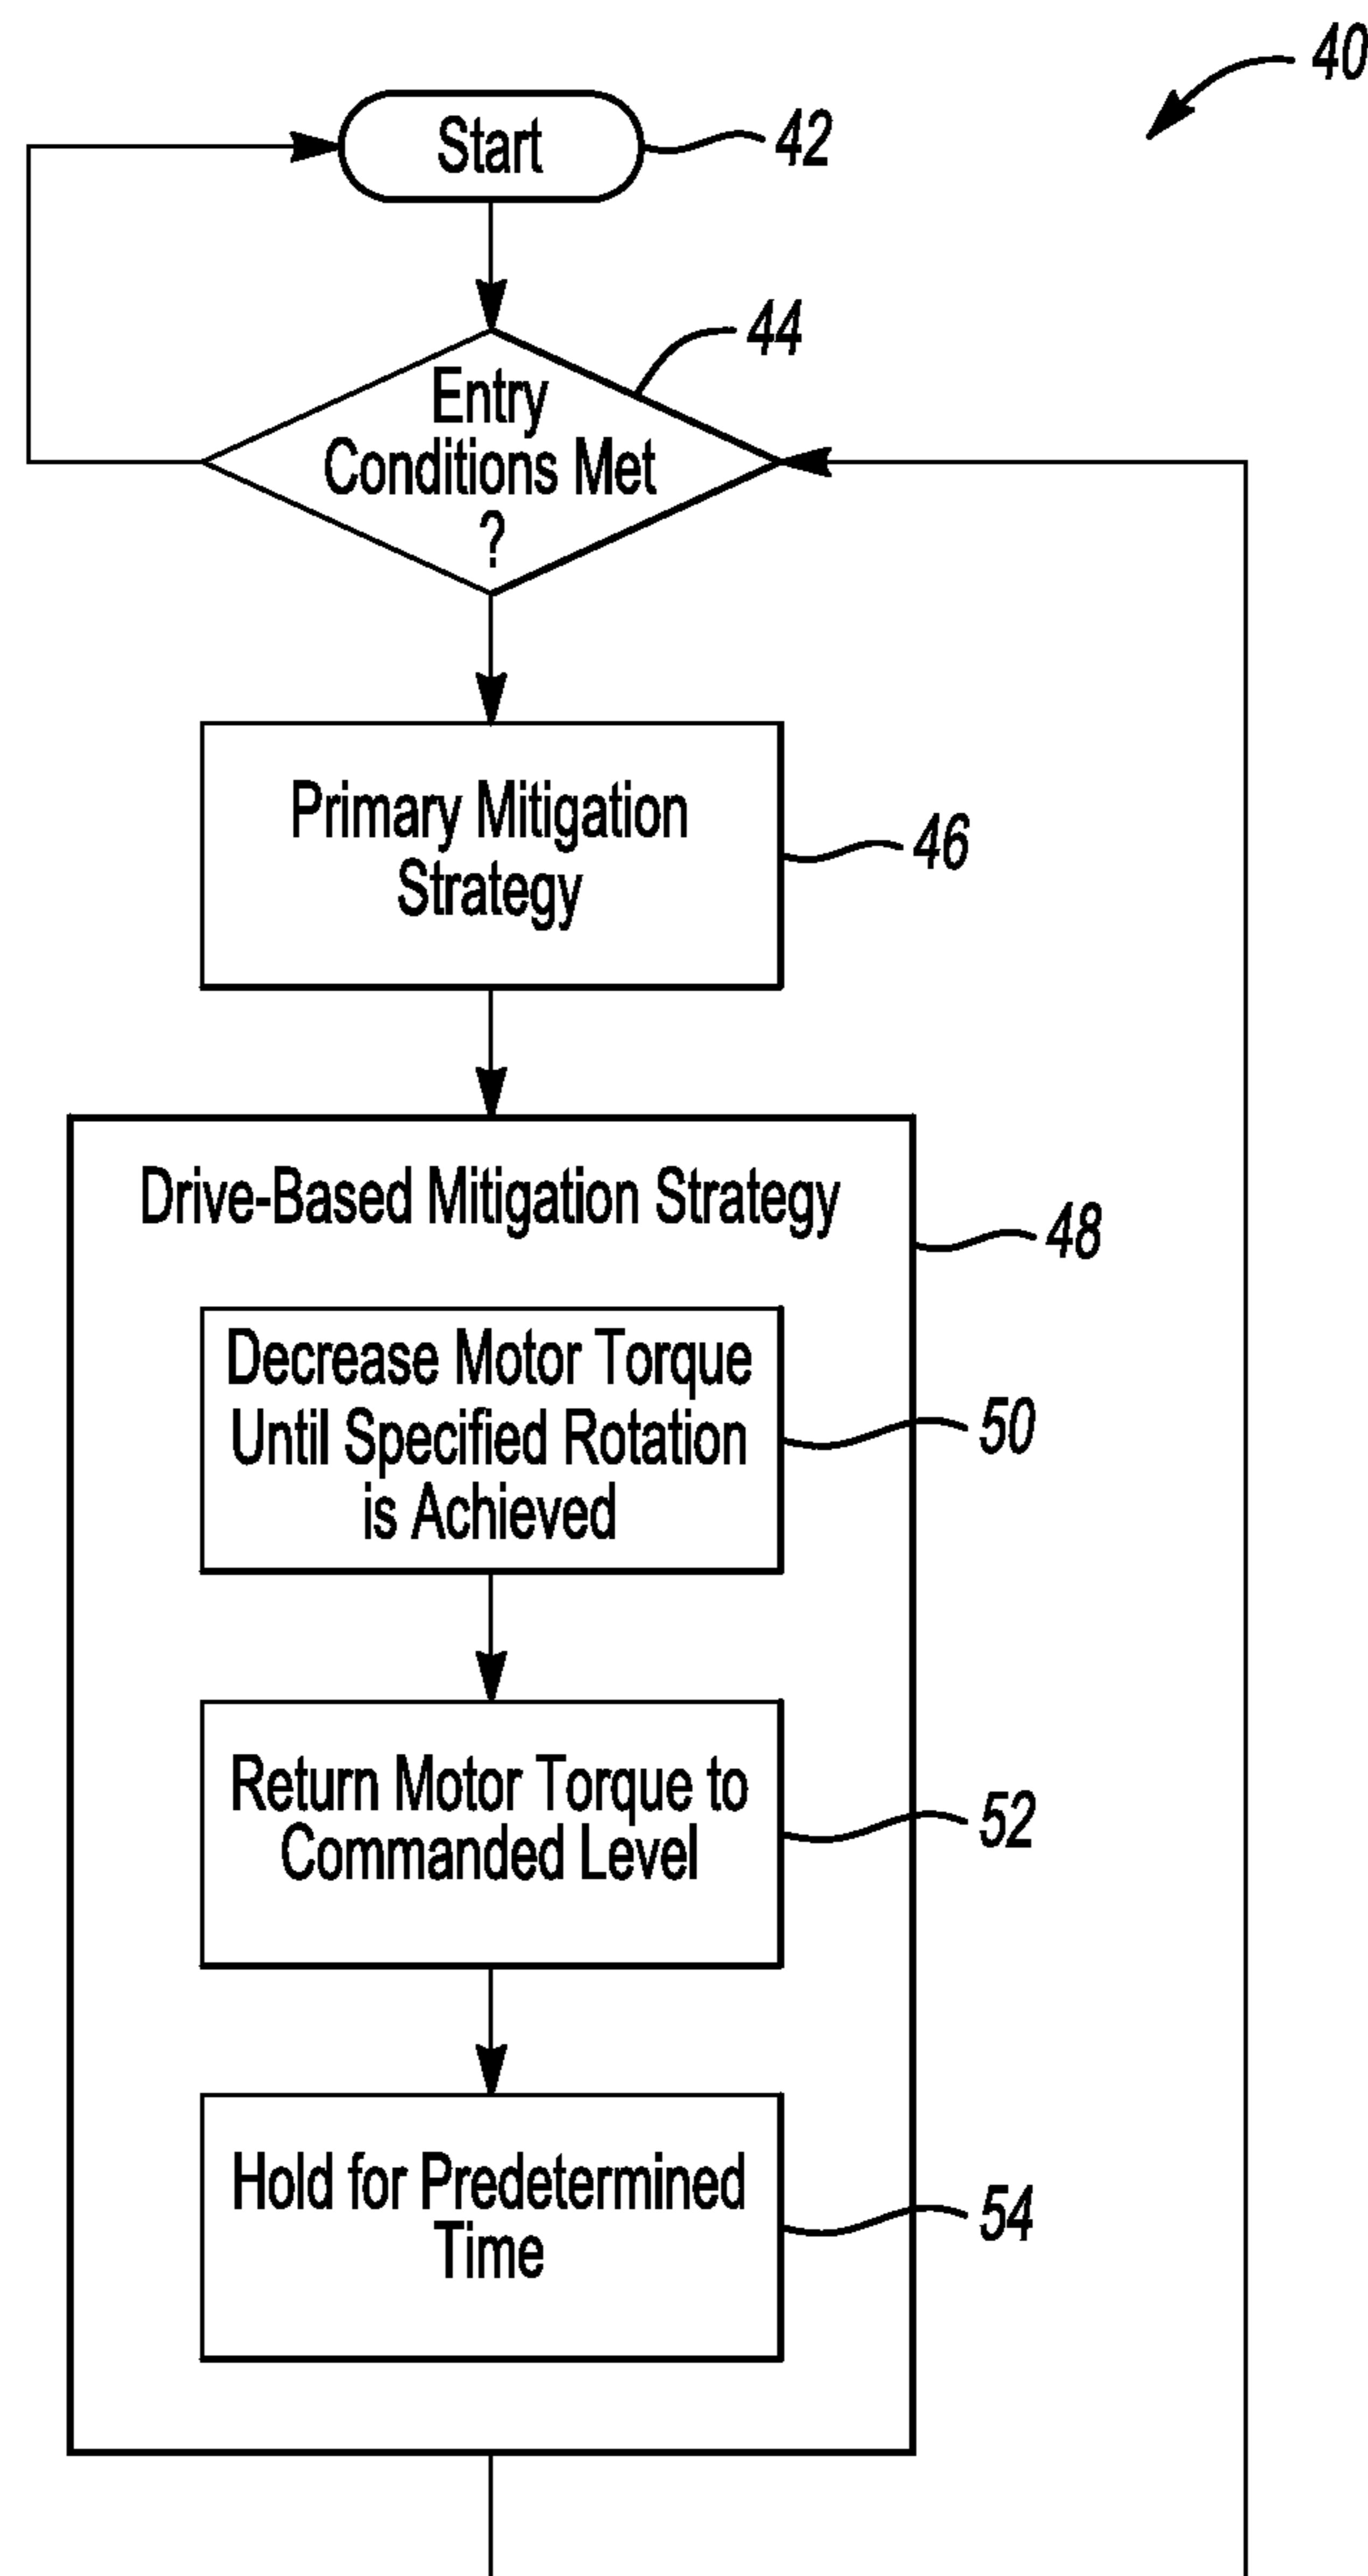 40
Start
42
44
Entry
Conditions Met
?
Primary Mitigation
Strategy
46
Drive-Based Mitigation Strategy
48
Decrease Motor Torque
Until Specified Rotation
is Achieved
50
Return Motor Torque to
Commanded Level
52
Hold for Predetermined
Time
54